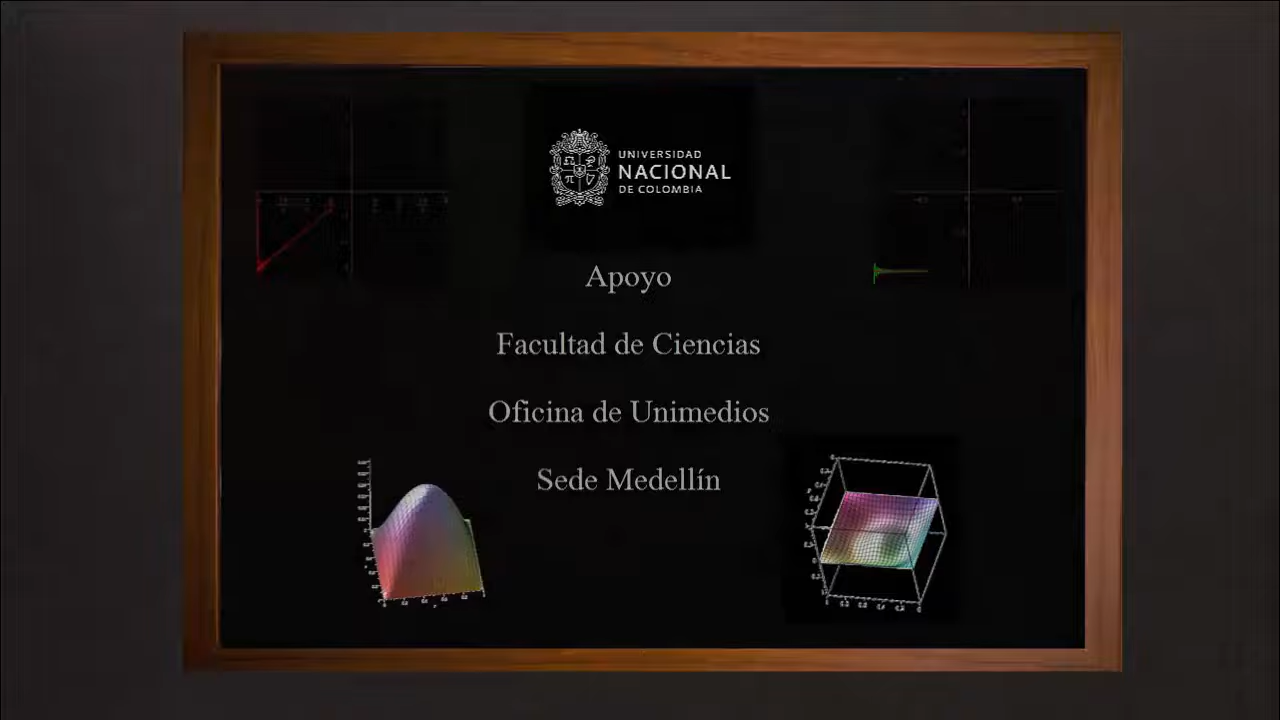 UNIVERSIDAD
NACIONAL
DE COLOMBIA
Apoyo
Facultad de Ciencias
Oficina de Unimedios
Sede Medellín